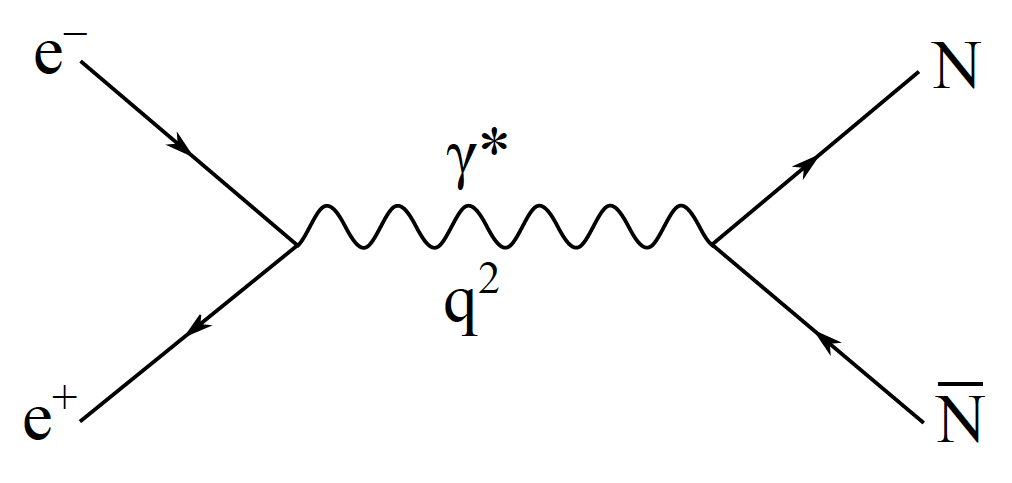 e⁻
N
γ*
q²
e⁺
N̅